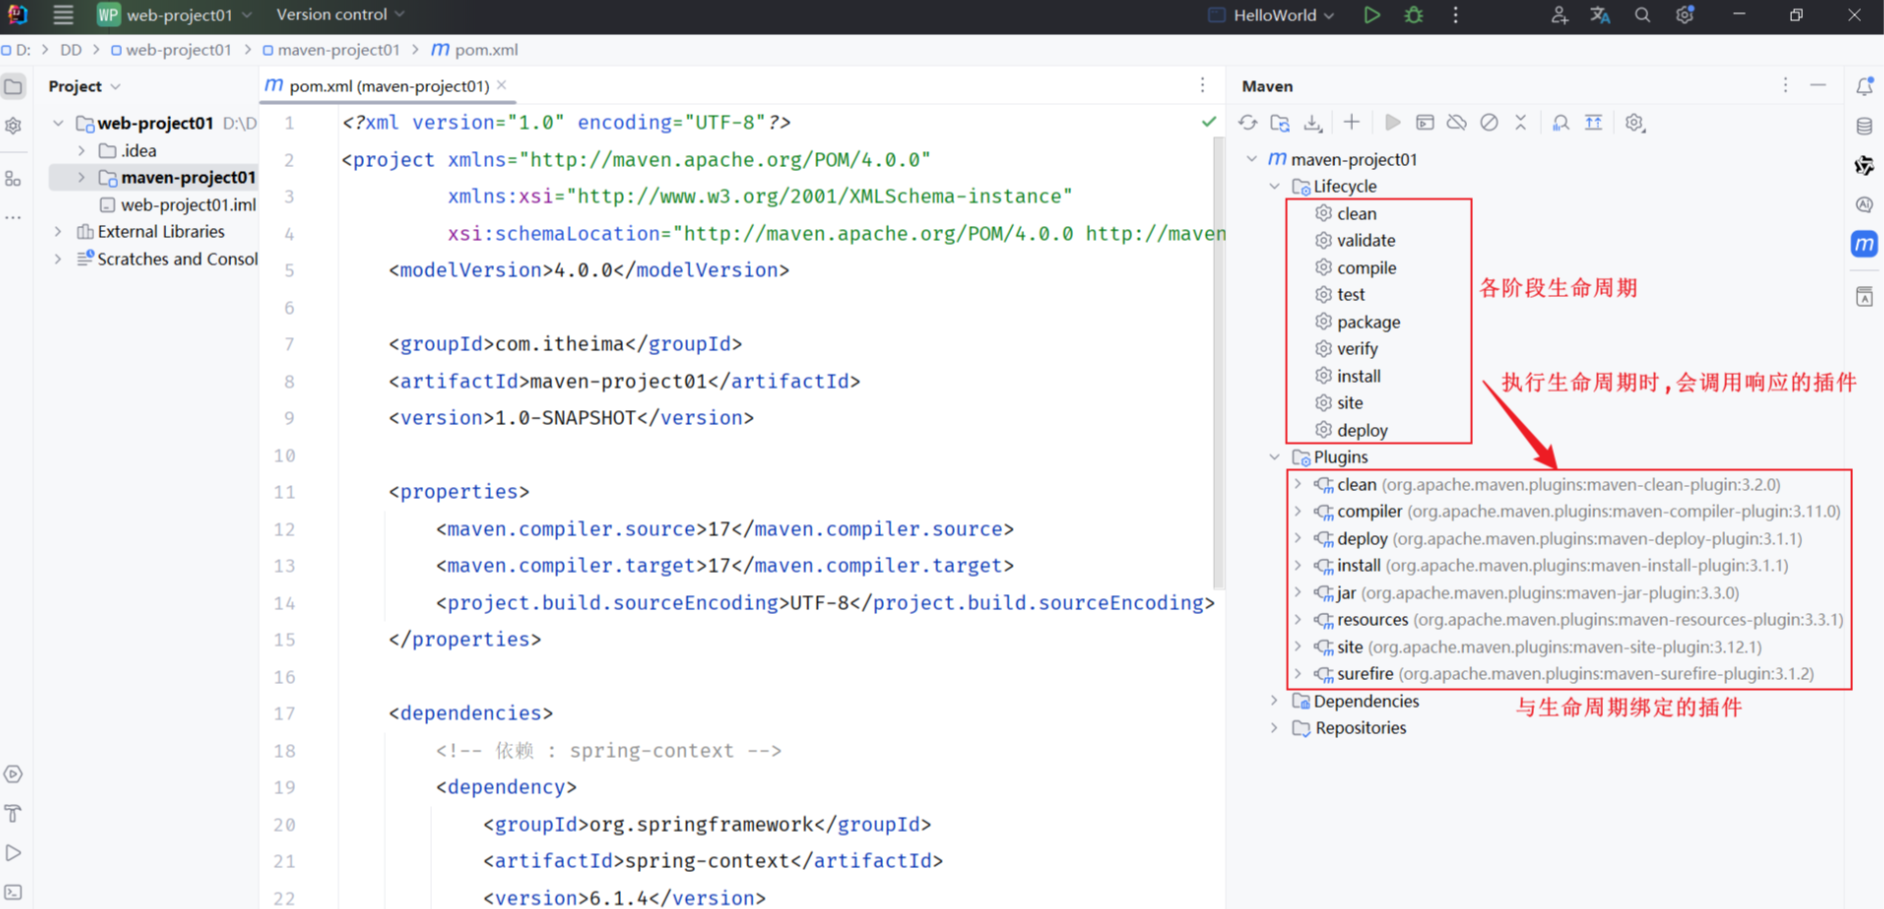 WP web-project01 Version control HelloWorld
D: > DD > web-project01 > maven-project01 > m pom.xml
Project
web-project01 D:\D
.idea
maven-project01
web-project01.iml
External Libraries
Scratches and Consol
m pom.xml (maven-project01)
1 <?xml version="1.0" encoding="UTF-8"?>
2 <project xmlns="http://maven.apache.org/POM/4.0.0"
3 xmlns:xsi="http://www.w3.org/2001/XMLSchema-instance"
4 xsi:schemaLocation="http://maven.apache.org/POM/4.0.0 http://maven
5 <modelVersion>4.0.0</modelVersion>
6
7 <groupId>com.itheima</groupId>
8 <artifactId>maven-project01</artifactId>
9 <version>1.0-SNAPSHOT</version>
10
11 <properties>
12 <maven.compiler.source>17</maven.compiler.source>
13 <maven.compiler.target>17</maven.compiler.target>
14 <project.build.sourceEncoding>UTF-8</project.build.sourceEncoding>
15 </properties>
16
17 <dependencies>
18 <!-- 依赖 : spring-context -->
19 <dependency>
20 <groupId>org.springframework</groupId>
21 <artifactId>spring-context</artifactId>
22 <version>6.1.4</version>
Maven
m maven-project01
Lifecycle
clean
validate
compile
test
package
verify
install
site
deploy
各阶段生命周期
执行生命周期时,会调用响应的插件
Plugins
clean (org.apache.maven.plugins:maven-clean-plugin:3.2.0)
compiler (org.apache.maven.plugins:maven-compiler-plugin:3.11.0)
deploy (org.apache.maven.plugins:maven-deploy-plugin:3.1.1)
install (org.apache.maven.plugins:maven-install-plugin:3.1.1)
jar (org.apache.maven.plugins:maven-jar-plugin:3.3.0)
resources (org.apache.maven.plugins:maven-resources-plugin:3.3.1)
site (org.apache.maven.plugins:maven-site-plugin:3.12.1)
surefire (org.apache.maven.plugins:maven-surefire-plugin:3.1.2)
Dependencies
与生命周期绑定的插件
Repositories